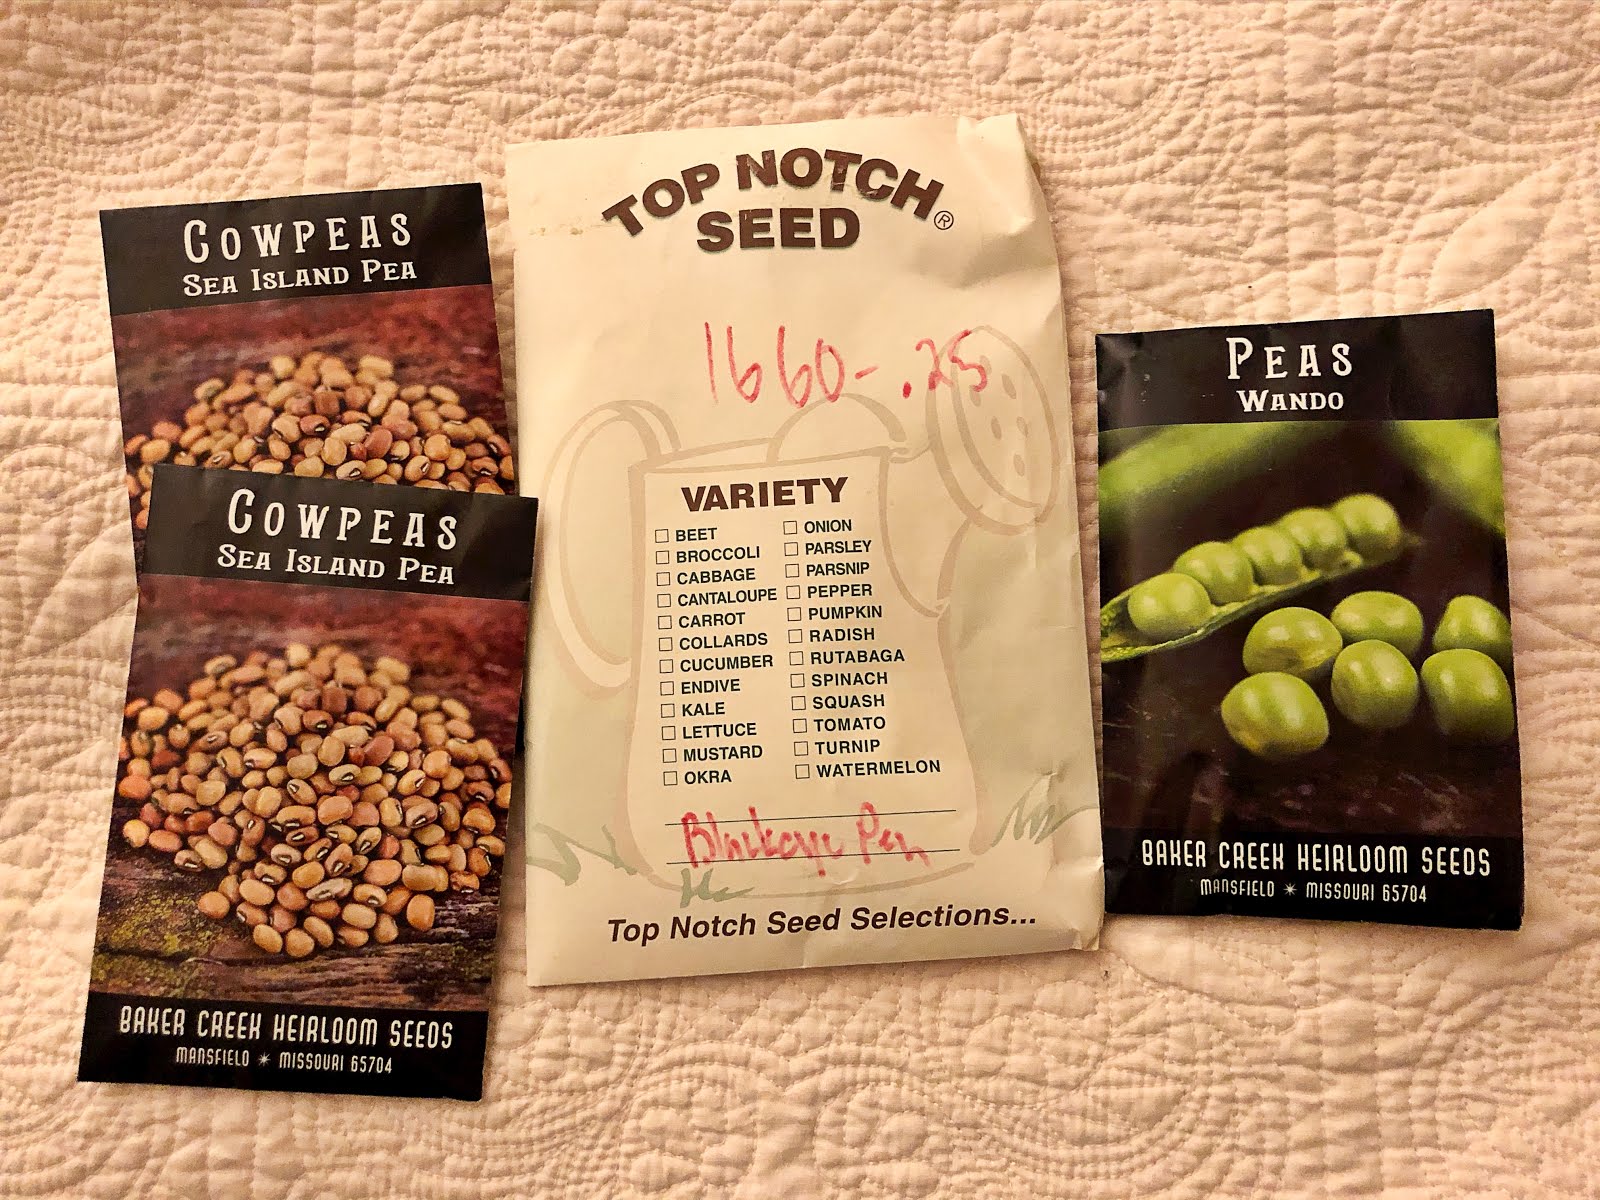 COWPEAS
SEA ISLAND PEA
COWPEAS
SEA ISLAND PEA
BAKER CREEK HEIRLOOM SEEDS
MANSFIELD * MISSOURI 65704
TOP NOTCH
SEED®
1660-.25
VARIETY
☐ BEET
☐ BROCCOLI
☐ CABBAGE
☐ CANTALOUPE
☐ CARROT
☐ COLLARDS
☐ CUCUMBER
☐ ENDIVE
☐ KALE
☐ LETTUCE
☐ MUSTARD
☐ OKRA
☐ ONION
☐ PARSLEY
☐ PARSNIP
☐ PEPPER
☐ PUMPKIN
☐ RADISH
☐ RUTABAGA
☐ SPINACH
☐ SQUASH
☐ TOMATO
☐ TURNIP
☐ WATERMELON
Blackeye Pea
Top Notch Seed Selections...
PEAS
WANDO
BAKER CREEK HEIRLOOM SEEDS
MANSFIELD * MISSOURI 65704